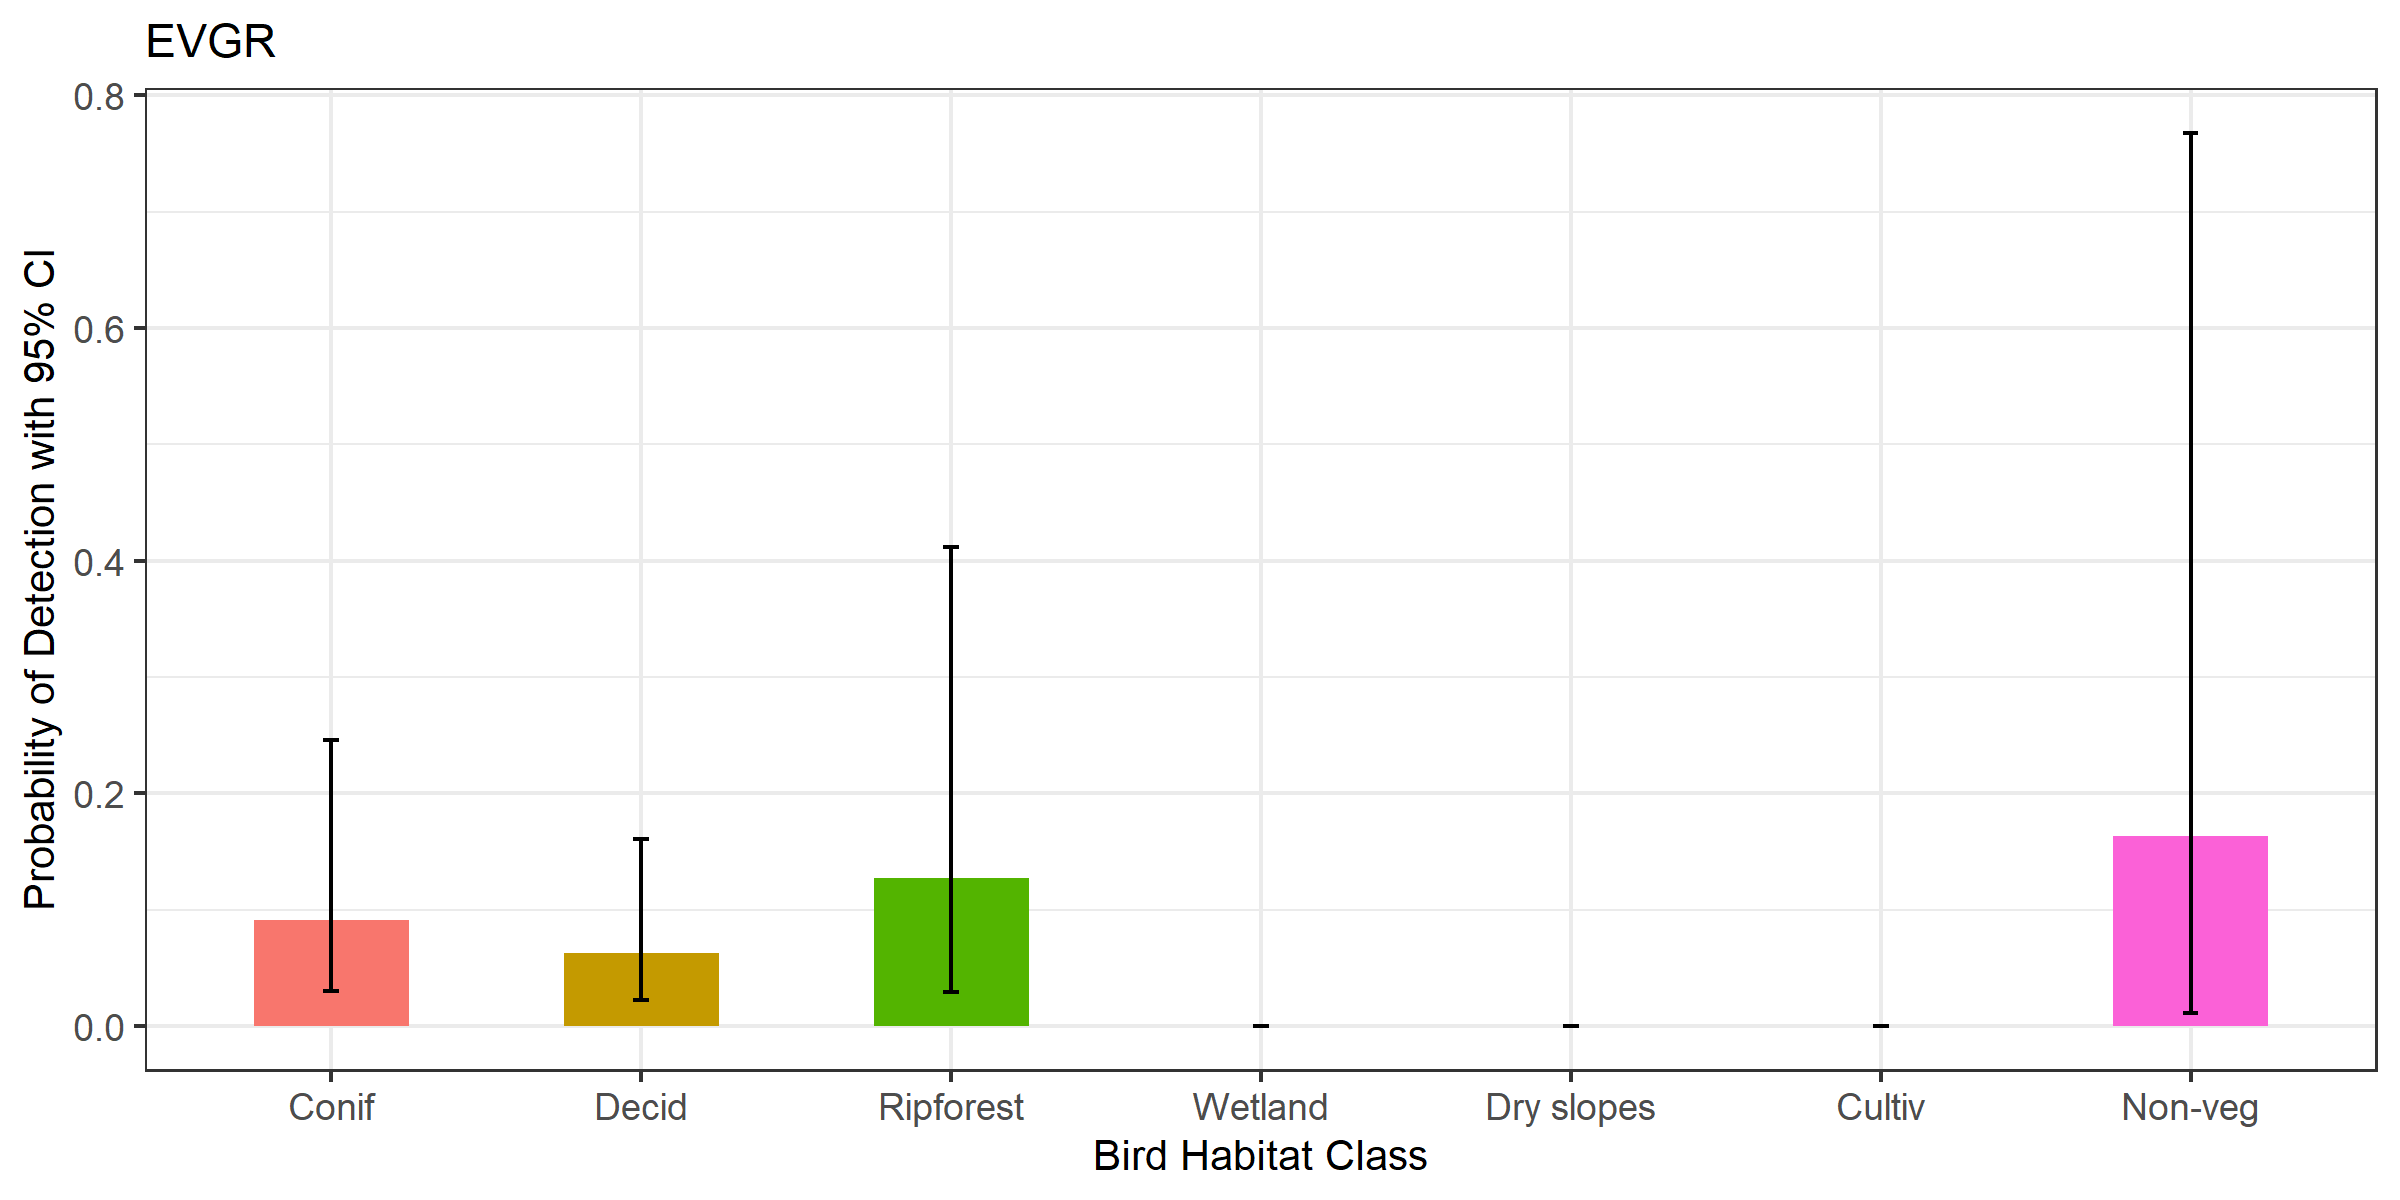 EVGR
Probability of Detection with 95% CI
0.8
0.6
0.4
0.2
0.0
Conif Decid Ripforest Wetland Dry slopes Cultiv Non-veg
Bird Habitat Class